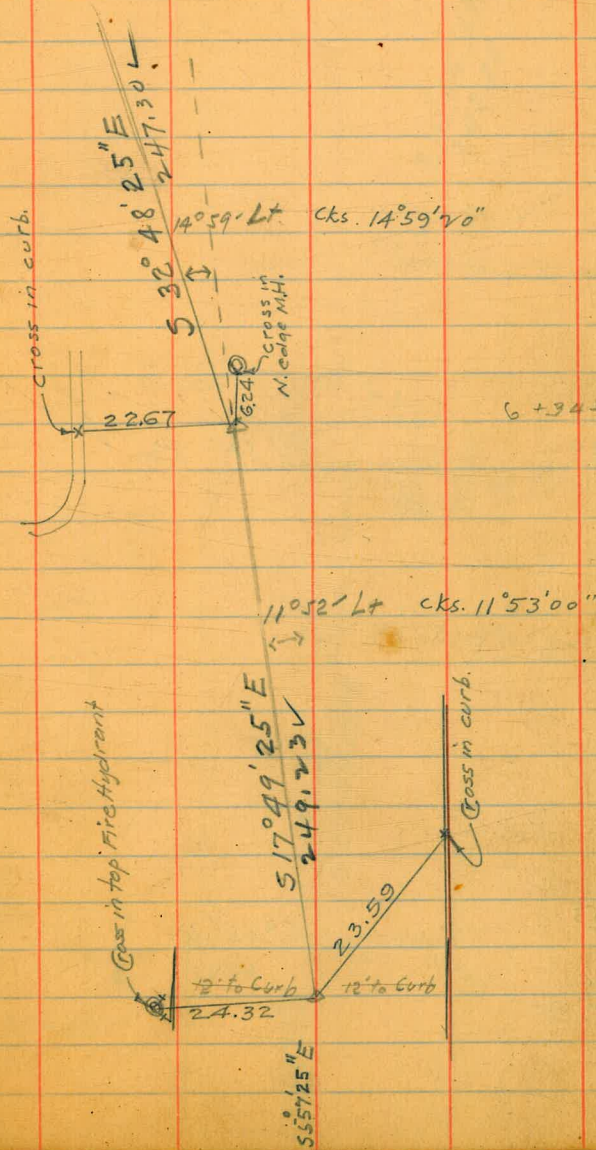 S 32° 48' 25" E
247.30
14°59' Lt.
cks. 14°59'20"
Cross in curb.
Cross in
N. edge M.H.
6.24
22.67
6 +34
11°52' Lt
cks. 11°53'00"
S 17° 49' 25" E
249.23
Cross in top Fire Hydrant
Cross in curb.
23.59
12' to Curb
12' to Curb
24.32
S 5°57'25" E